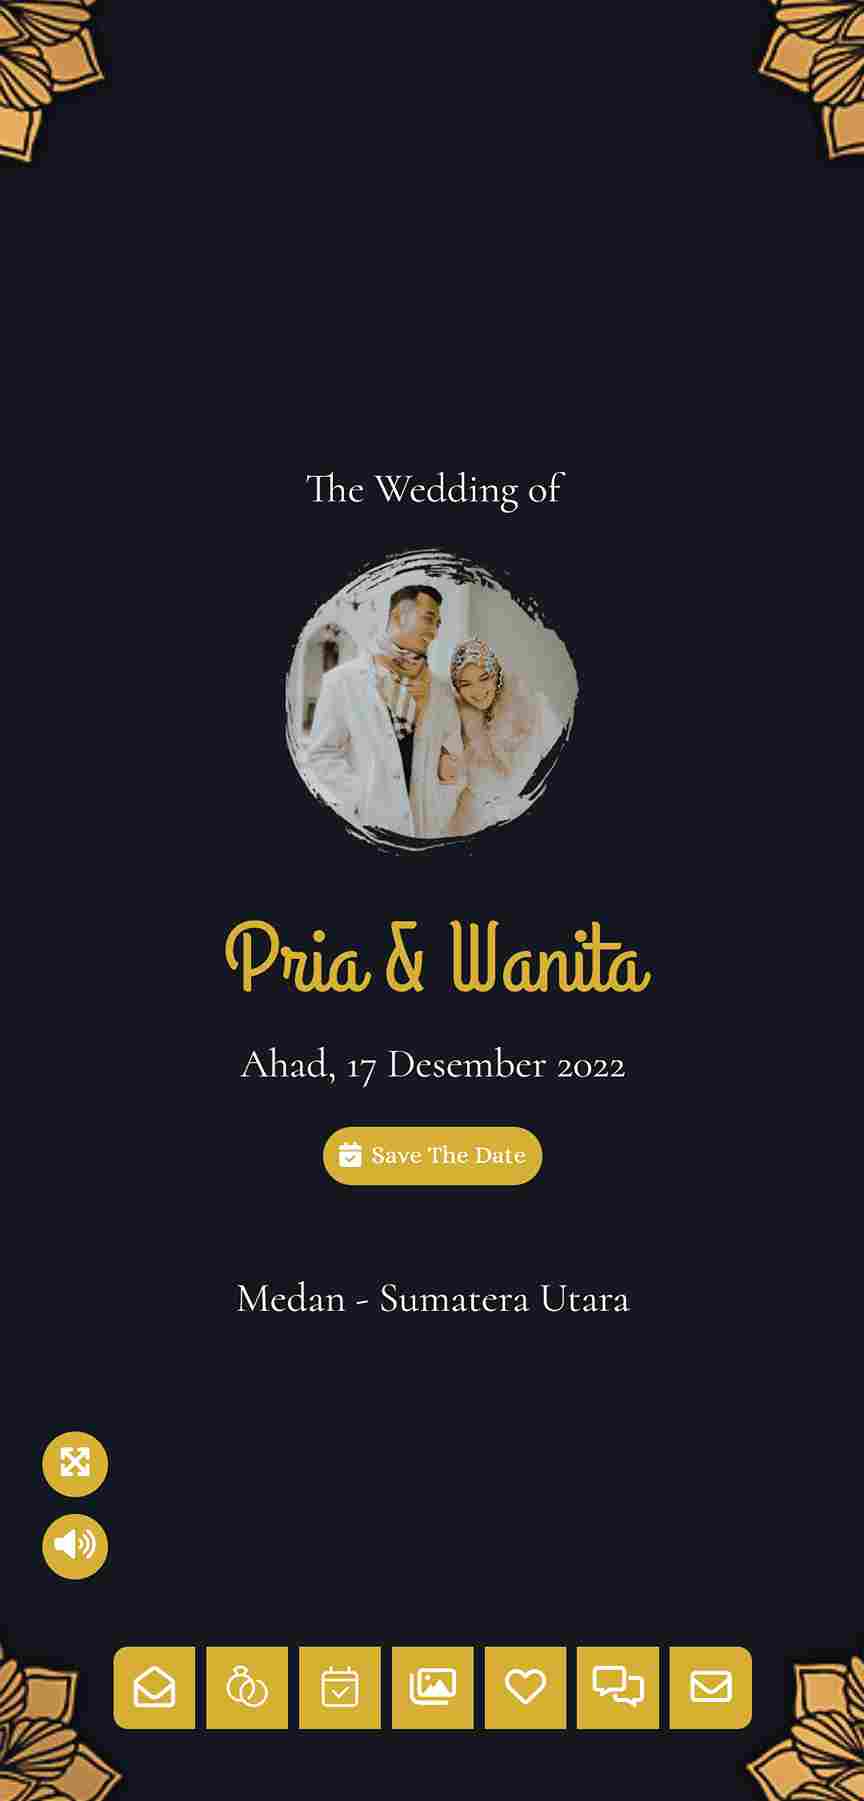 The Wedding of
Pria & Wanita
Ahad, 17 Desember 2022
Save The Date
Medan - Sumatera Utara